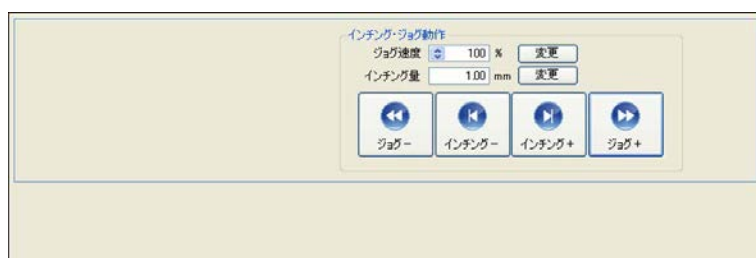 インチング・ジョグ動作
ジョグ速度 100 % 変更
インチング量 1.00 mm 変更
ジョグ- インチング- インチング+ ジョグ+